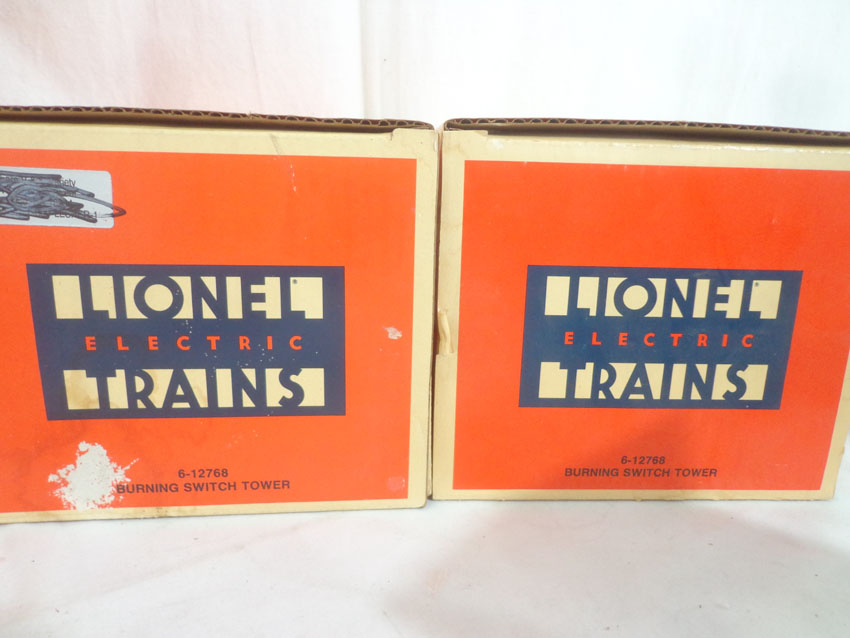 LIONEL
ELECTRIC
TRAINS
6-12768
BURNING SWITCH TOWER
LIONEL
ELECTRIC
TRAINS
6-12768
BURNING SWITCH TOWER